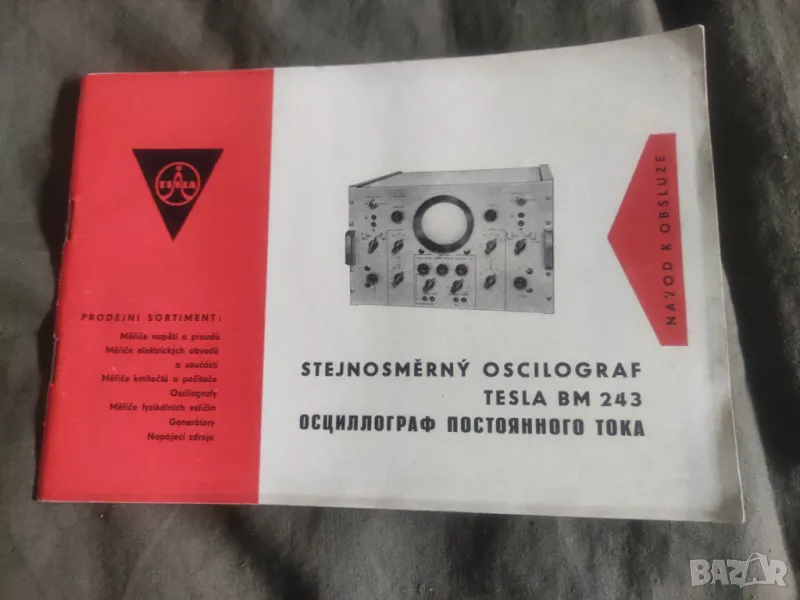 TESLA
PRODEJNÍ SORTIMENT:
Měřiče napětí a proudů
Měřiče elektrických obvodů
a součástí
Měřiče kmitočtů a počítače
Oscilografy
Měřiče fyzikálních veličin
Generátory
Napájecí zdroje
NÁVOD K OBSLUZE
STEJNOSMĚRNÝ OSCILOGRAF
TESLA BM 243
ОСЦИЛЛОГРАФ ПОСТОЯННОГО ТОКА
BAZAR